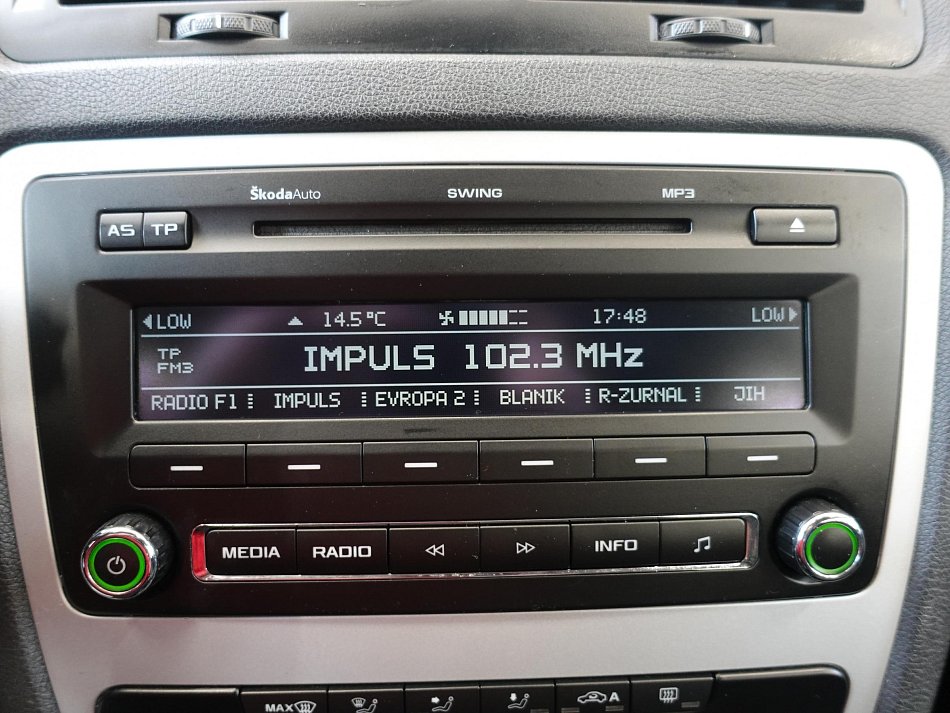 ŠkodaAuto SWING MP3
AS TP
LOW 14.5 °C 17:48 LOW
TP
FM3
IMPULS 102.3 MHz
RADIO F1 IMPULS EVROPA 2 BLANIK R-ZURNAL JIH
MEDIA RADIO INFO
MAX A